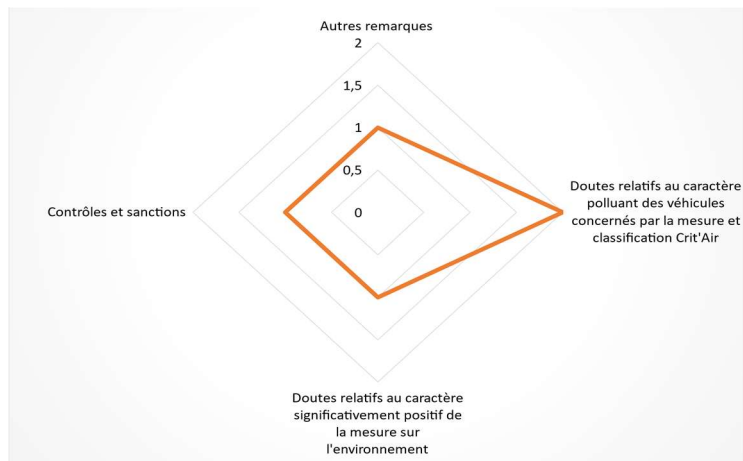 Autres remarques
2
1,5
1
0,5
0
Doutes relatifs au caractère
polluant des véhicules
concernés par la mesure et
classification Crit'Air
Contrôles et sanctions
Doutes relatifs au caractère
significativement positif de
la mesure sur
l'environnement